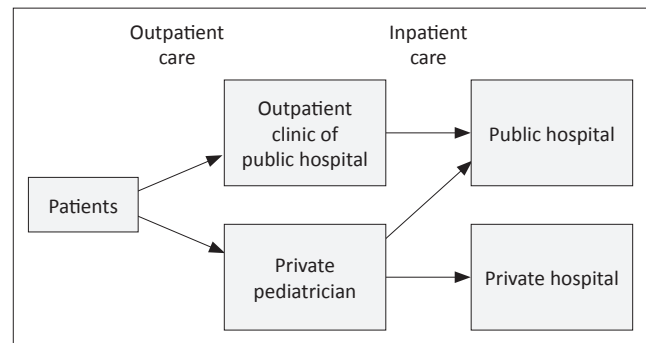 Outpatient
care
Inpatient
care
Outpatient
clinic of
public hospital
Public hospital
Patients
Private
pediatrician
Private hospital